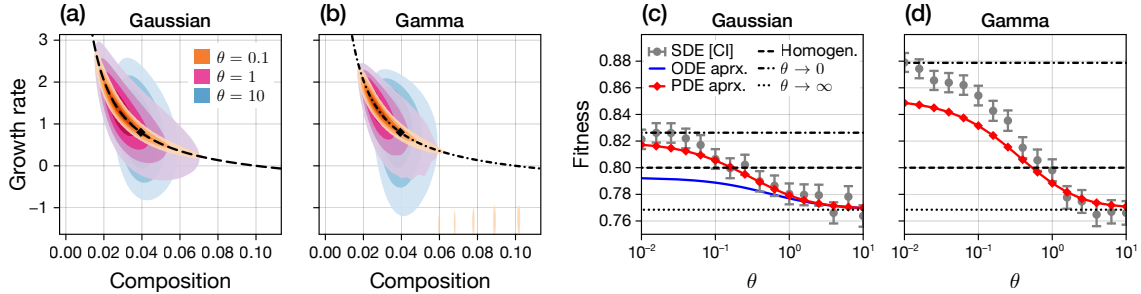 (a) Gaussian
(b) Gamma
(c) Gaussian
(d) Gamma
Growth rate
3
2
1
0
−1
θ = 0.1
θ = 1
θ = 10
0.00 0.02 0.04 0.06 0.08 0.10
Composition
0.00 0.02 0.04 0.06 0.08 0.10
Composition
Fitness
0.88
0.86
0.84
0.82
0.80
0.78
0.76
SDE [CI]
ODE aprx.
PDE aprx.
Homogen.
θ → 0
θ → ∞
10⁻² 10⁻¹ 10⁰ 10¹
θ
10⁻² 10⁻¹ 10⁰ 10¹
θ